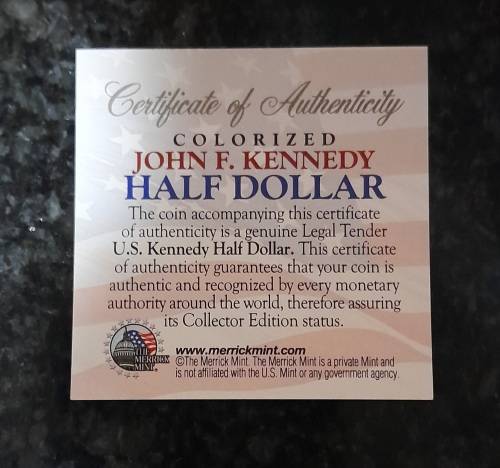 Certificate of Authenticity
COLORIZED
JOHN F. KENNEDY
HALF DOLLAR
The coin accompanying this certificate
of authenticity is a genuine Legal Tender
U.S. Kennedy Half Dollar. This certificate
of authenticity guarantees that your coin is
authentic and recognized by every monetary
authority around the world, therefore assuring
its Collector Edition status.
THE
MERRICK
MINT
www.merrickmint.com
©The Merrick Mint. The Merrick Mint is a private Mint and
is not affiliated with the U.S. Mint or any government agency.